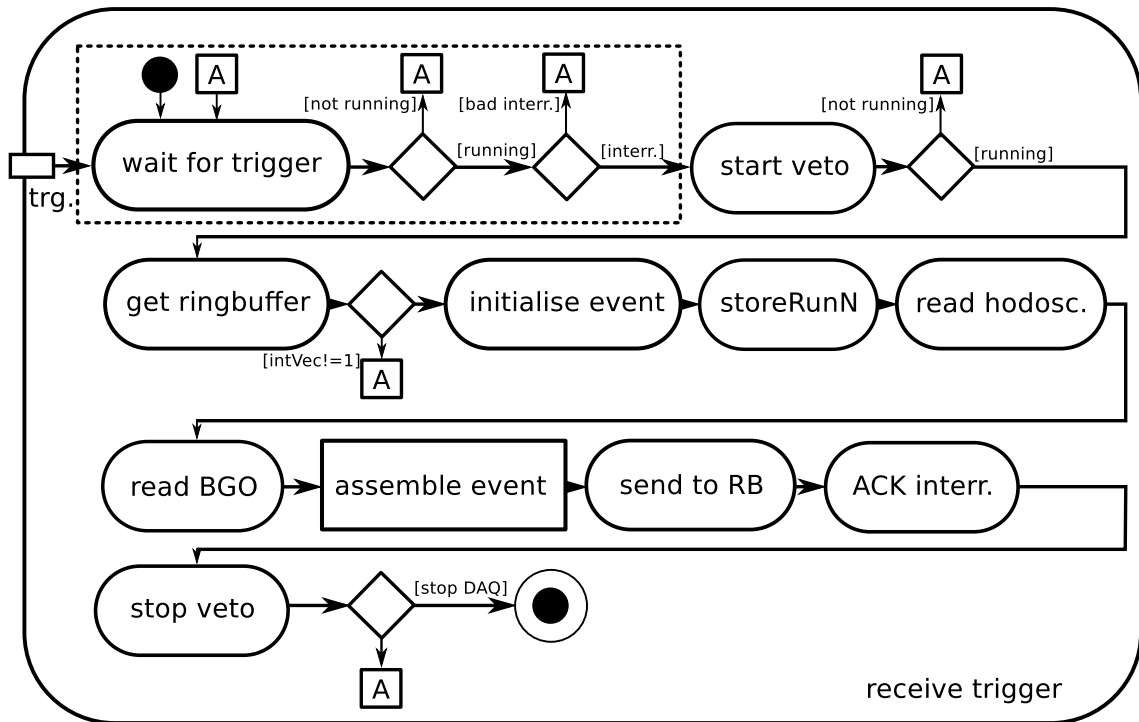 A
A
A
A
[not running]
[bad interr.]
[not running]
wait for trigger
[running]
[interr.]
start veto
[running]
trg.
get ringbuffer
initialise event
storeRunN
read hodosc.
[intVec!=1]
A
read BGO
assemble event
send to RB
ACK interr.
stop veto
[stop DAQ]
A
receive trigger